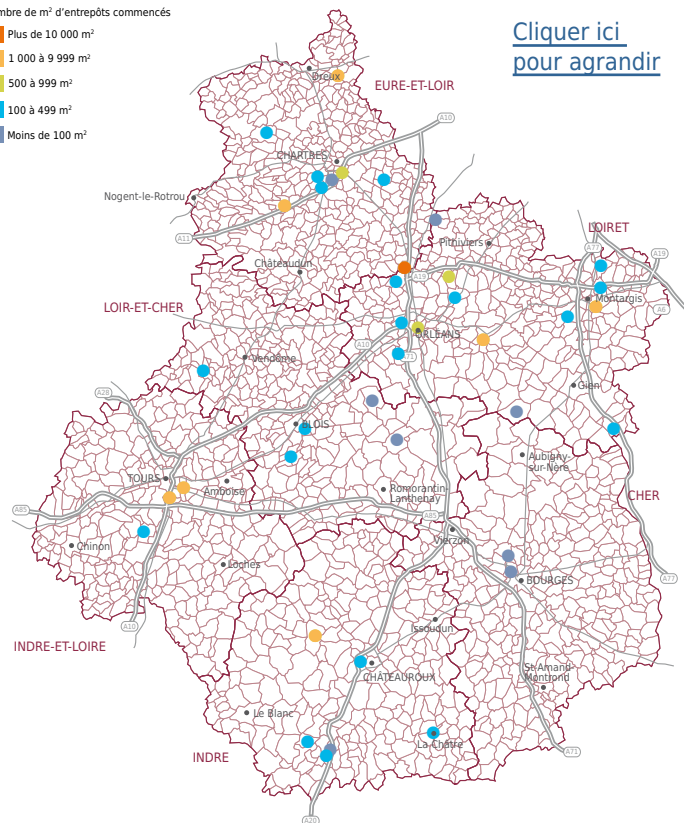 mbre de m² d'entrepôts commencés
Plus de 10 000 m²
1 000 à 9 999 m²
500 à 999 m²
100 à 499 m²
Moins de 100 m²
Cliquer ici
pour agrandir
Dreux
EURE-ET-LOIR
A10
CHARTRES
Nogent-le-Rotrou
A11
Pithiviers
LOIRET
A77
A19
Châteaudun
A19
Montargis
A6
LOIR-ET-CHER
ORLÉANS
A10
A71
Vendôme
Gien
A28
BLOIS
Aubigny-
sur-Nère
TOURS
Amboise
Romorantin-
Lanthenay
CHER
A85
A85
Vierzon
Chinon
Loches
BOURGES
A77
A10
INDRE-ET-LOIRE
Issoudun
CHÂTEAUROUX
St-Amand-
Montrond
Le Blanc
La Châtre
INDRE
A71
A20